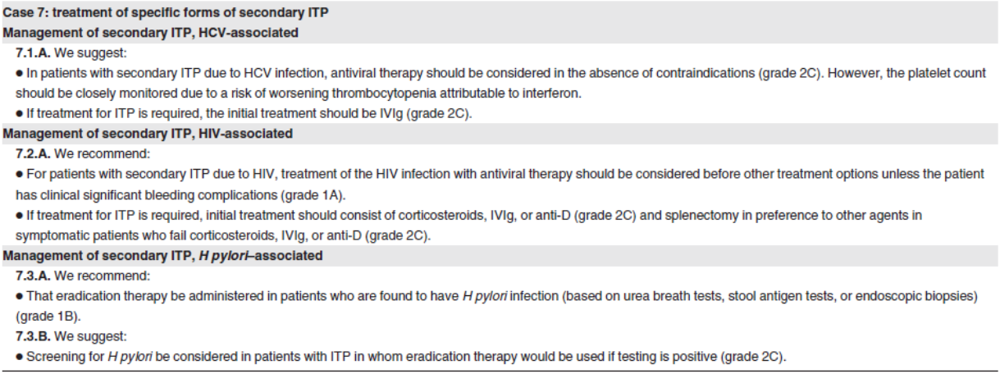 Case 7: treatment of specific forms of secondary ITP
Management of secondary ITP, HCV-associated
7.1.A. We suggest:
● In patients with secondary ITP due to HCV infection, antiviral therapy should be considered in the absence of contraindications (grade 2C). However, the platelet count
should be closely monitored due to a risk of worsening thrombocytopenia attributable to interferon.
● If treatment for ITP is required, the initial treatment should be IVIg (grade 2C).
Management of secondary ITP, HIV-associated
7.2.A. We recommend:
● For patients with secondary ITP due to HIV, treatment of the HIV infection with antiviral therapy should be considered before other treatment options unless the patient
has clinical significant bleeding complications (grade 1A).
● If treatment for ITP is required, initial treatment should consist of corticosteroids, IVIg, or anti-D (grade 2C) and splenectomy in preference to other agents in
symptomatic patients who fail corticosteroids, IVIg, or anti-D (grade 2C).
Management of secondary ITP, H pylori–associated
7.3.A. We recommend:
● That eradication therapy be administered in patients who are found to have H pylori infection (based on urea breath tests, stool antigen tests, or endoscopic biopsies)
(grade 1B).
7.3.B. We suggest:
● Screening for H pylori be considered in patients with ITP in whom eradication therapy would be used if testing is positive (grade 2C).